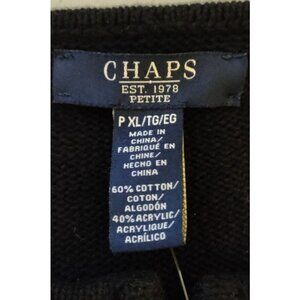 CHAPS
EST. 1978
PETITE
P XL/TG/EG
MADE IN
CHINA/
FABRIQUÉ EN
CHINE/
HECHO EN
CHINA
60% COTTON/
COTON/
ALGODÓN
40% ACRYLIC/
ACRYLIQUE/
ACRÍLICO